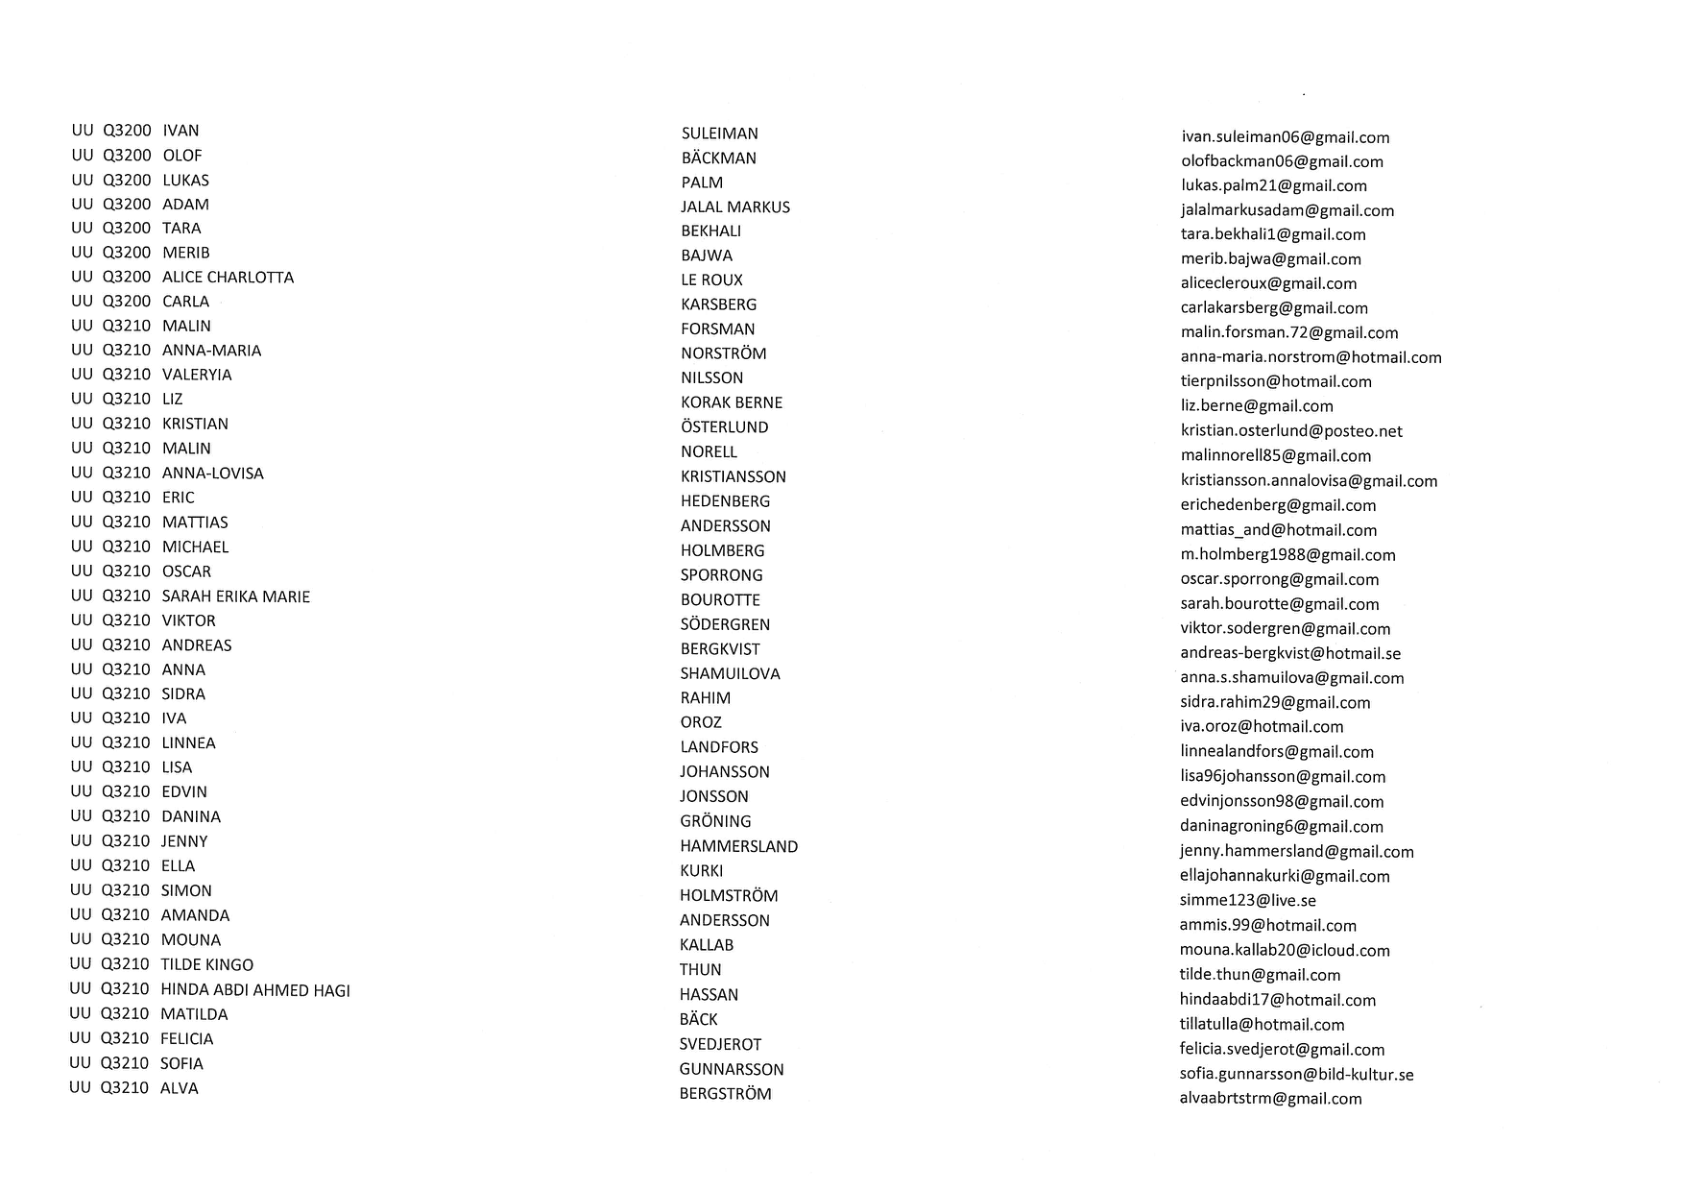 UU Q3200 IVAN SULEIMAN ivan.suleiman06@gmail.com
UU Q3200 OLOF BÄCKMAN olofbackman06@gmail.com
UU Q3200 LUKAS PALM lukas.palm21@gmail.com
UU Q3200 ADAM JALAL MARKUS jalalmarkusadam@gmail.com
UU Q3200 TARA BEKHALI tara.bekhali1@gmail.com
UU Q3200 MERIB BAJWA merib.bajwa@gmail.com
UU Q3200 ALICE CHARLOTTA LE ROUX alicecleroux@gmail.com
UU Q3200 CARLA KARSBERG carlakarsberg@gmail.com
UU Q3210 MALIN FORSMAN malin.forsman.72@gmail.com
UU Q3210 ANNA-MARIA NORSTRÖM anna-maria.norstrom@hotmail.com
UU Q3210 VALERYIA NILSSON tierpnilsson@hotmail.com
UU Q3210 LIZ KORAK BERNE liz.berne@gmail.com
UU Q3210 KRISTIAN ÖSTERLUND kristian.osterlund@posteo.net
UU Q3210 MALIN NORELL malinnorell85@gmail.com
UU Q3210 ANNA-LOVISA KRISTIANSSON kristiansson.annalovisa@gmail.com
UU Q3210 ERIC HEDENBERG erichedenberg@gmail.com
UU Q3210 MATTIAS ANDERSSON mattias_and@hotmail.com
UU Q3210 MICHAEL HOLMBERG m.holmberg1988@gmail.com
UU Q3210 OSCAR SPORRONG oscar.sporrong@gmail.com
UU Q3210 SARAH ERIKA MARIE BOUROTTE sarah.bourotte@gmail.com
UU Q3210 VIKTOR SÖDERGREN viktor.sodergren@gmail.com
UU Q3210 ANDREAS BERGKVIST andreas-bergkvist@hotmail.se
UU Q3210 ANNA SHAMUILOVA anna.s.shamuilova@gmail.com
UU Q3210 SIDRA RAHIM sidra.rahim29@gmail.com
UU Q3210 IVA OROZ iva.oroz@hotmail.com
UU Q3210 LINNEA LANDFORS linnealandfors@gmail.com
UU Q3210 LISA JOHANSSON lisa96johansson@gmail.com
UU Q3210 EDVIN JONSSON edvinjonsson98@gmail.com
UU Q3210 DANINA GRÖNING daninagroning6@gmail.com
UU Q3210 JENNY HAMMERSLAND jenny.hammersland@gmail.com
UU Q3210 ELLA KURKI ellajohannakurki@gmail.com
UU Q3210 SIMON HOLMSTRÖM simme123@live.se
UU Q3210 AMANDA ANDERSSON ammis.99@hotmail.com
UU Q3210 MOUNA KALLAB mouna.kallab20@icloud.com
UU Q3210 TILDE KINGO THUN tilde.thun@gmail.com
UU Q3210 HINDA ABDI AHMED HAGI HASSAN hindaabdi17@hotmail.com
UU Q3210 MATILDA BÄCK tillatulla@hotmail.com
UU Q3210 FELICIA SVEDJEROT felicia.svedjerot@gmail.com
UU Q3210 SOFIA GUNNARSSON sofia.gunnarsson@bild-kultur.se
UU Q3210 ALVA BERGSTRÖM alvaabrtstrm@gmail.com